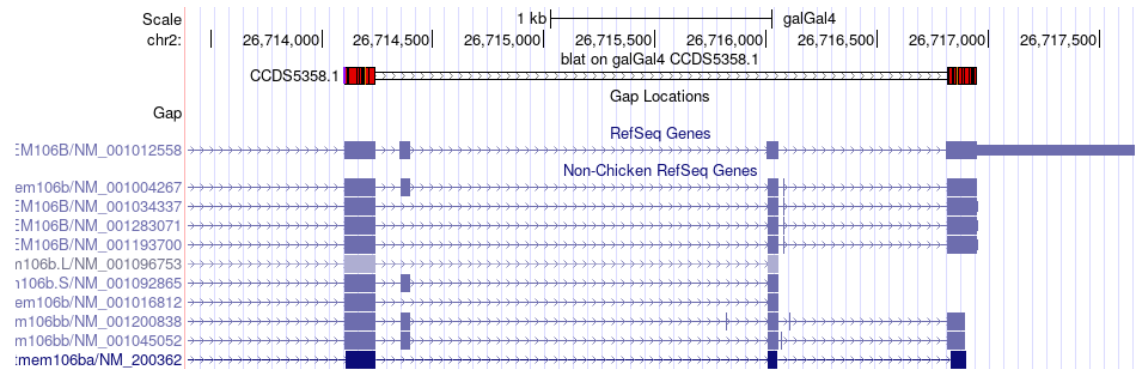 Scale 1 kb galGal4
chr2: 26,714,000 26,714,500 26,715,000 26,715,500 26,716,000 26,716,500 26,717,000 26,717,500
blat on galGal4 CCDS5358.1
CCDS5358.1
Gap Locations
Gap
RefSeq Genes
EM106B/NM_001012558
Non-Chicken RefSeq Genes
em106b/NM_001004267
EM106B/NM_001034337
EM106B/NM_001283071
EM106B/NM_001193700
n106b.L/NM_001096753
n106b.S/NM_001092865
em106b/NM_001016812
m106bb/NM_001200838
m106bb/NM_001045052
mem106ba/NM_200362